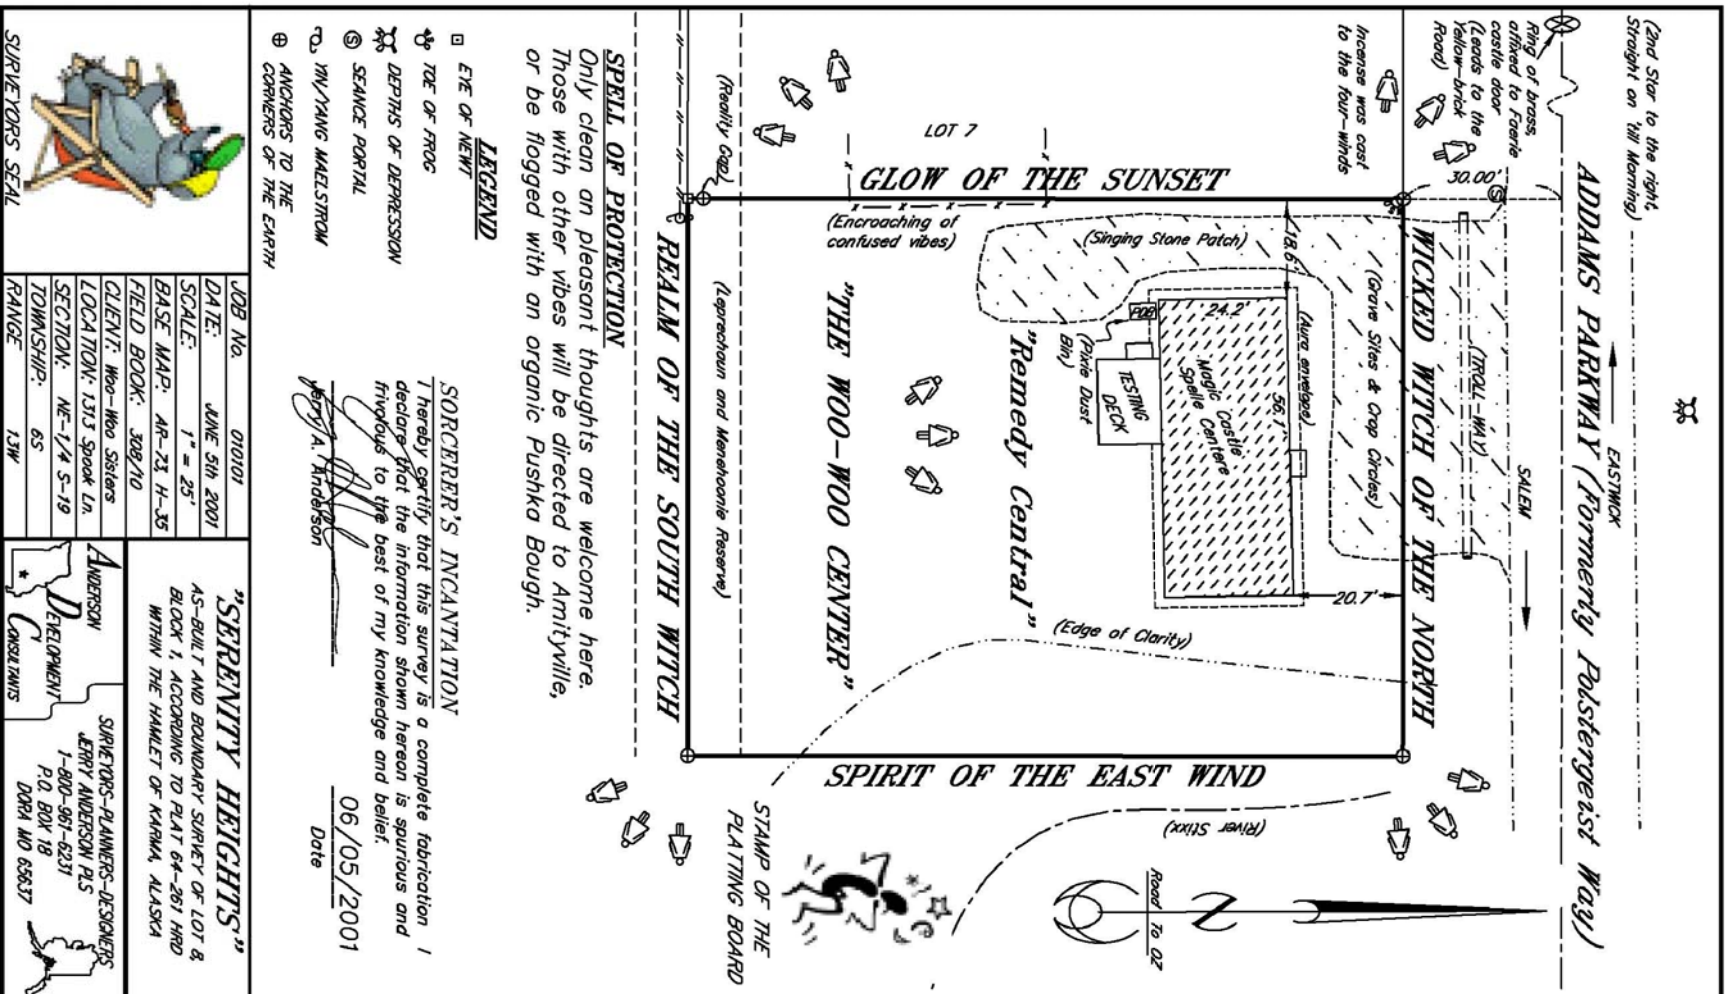 (2nd Star to the right,
Straight on 'till Morning)
EASTWICK
SALEM
ADDAMS PARKWAY (Formerly Polstergeist Way)
Ring of brass,
affixed to Faerie
castle door
(Leads to the
Yellow-brick
Road)
30.00'
S
(TROLL-WAY)
Incense was cast
to the four-winds
WICKED WITCH OF THE NORTH
(Grave Sites & Crop Circles)
18.6'
20.7'
(Aura envelope)
LOT 7
GLOW OF THE SUNSET
(Singing Stone Patch)
24.2'
56.1'
Magic Castle
Spelle Centere
PDB
(Pixie Dust
Bin)
TESTING
DECK
(Edge of Clarity)
(Encroaching of
confused vibes)
"Remedy Central"
"THE WOO-WOO CENTER"
SPIRIT OF THE EAST WIND
(River Stixx)
Road To OZ
N
(Reality Gap)
(Leprechaun and Menehoonie Reserve)
REALM OF THE SOUTH WITCH
STAMP OF THE
PLATTING BOARD
SPELL OF PROTECTION
Only clean an pleasant thoughts are welcome here.
Those with other vibes will be directed to Amityville,
or be flogged with an organic Pushka Bough.
LEGEND
EYE OF NEWT
TOE OF FROG
DEPTHS OF DEPRESSION
S SEANCE PORTAL
YIN/YANG MAELSTROM
ANCHORS TO THE
CORNERS OF THE EARTH
SORCERER'S INCANTATION
I hereby certify that this survey is a complete fabrication I
declare that the information shown hereon is spurious and
frivolous to the best of my knowledge and belief.
Jerry A. Anderson
06/05/2001
Date
SURVEYORS SEAL
JOB No. 010101
DATE: JUNE 5th 2001
SCALE: 1" = 25'
BASE MAP: AP-73, H-35
FIELD BOOK: 308/10
CLIENT: Woo-Woo Sisters
LOCATION: 1313 Spook Ln.
SECTION: NE-1/4 S-19
TOWNSHIP: 6S
RANGE 13W
"SERENITY HEIGHTS"
AS-BUILT AND BOUNDARY SURVEY OF LOT 8,
BLOCK 1, ACCORDING TO PLAT 64-261 HRD
WITHIN THE HAMLET OF KARMA, ALASKA
ANDERSON
DEVELOPMENT
CONSULTANTS
SURVEYORS-PLANNERS-DESIGNERS
JERRY ANDERSON PLS
1-800-961-6231
P.O. BOX 18
DORA MO 65637